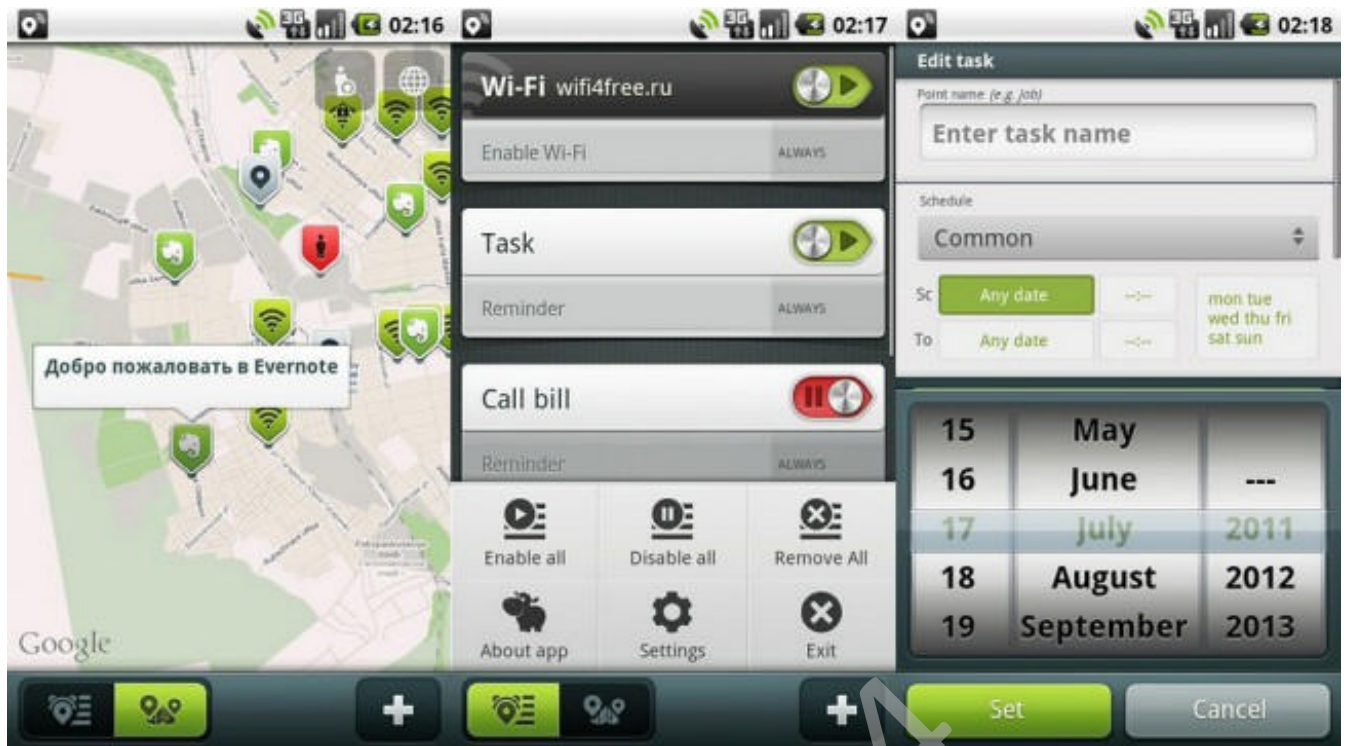 02:16
Добро пожаловать в Evernote
Google
02:17
Wi-Fi wifi4free.ru
Enable Wi-Fi
ALWAYS
Task
Reminder
ALWAYS
Call bill
Reminder
ALWAYS
Enable all
Disable all
Remove All
About app
Settings
Exit
3G
02:18
Edit task
Point name (e.g. Job)
Enter task name
Schedule
Common
Sc
Any date
--:--
mon tue
wed thu fri
sat sun
To
Any date
--:--
15 May
16 June ---
17 July 2011
18 August 2012
19 September 2013
Set
Cancel